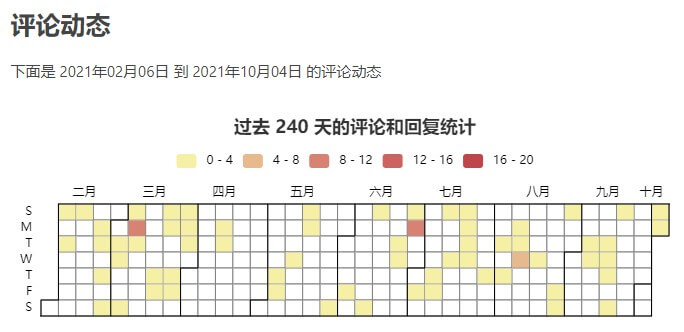 评论动态
下面是 2021年02月06日 到 2021年10月04日 的评论动态
过去 240 天的评论和回复统计
0 - 4 4 - 8 8 - 12 12 - 16 16 - 20
二月 三月 四月 五月 六月 七月 八月 九月 十月
S
M
T
W
T
F
S